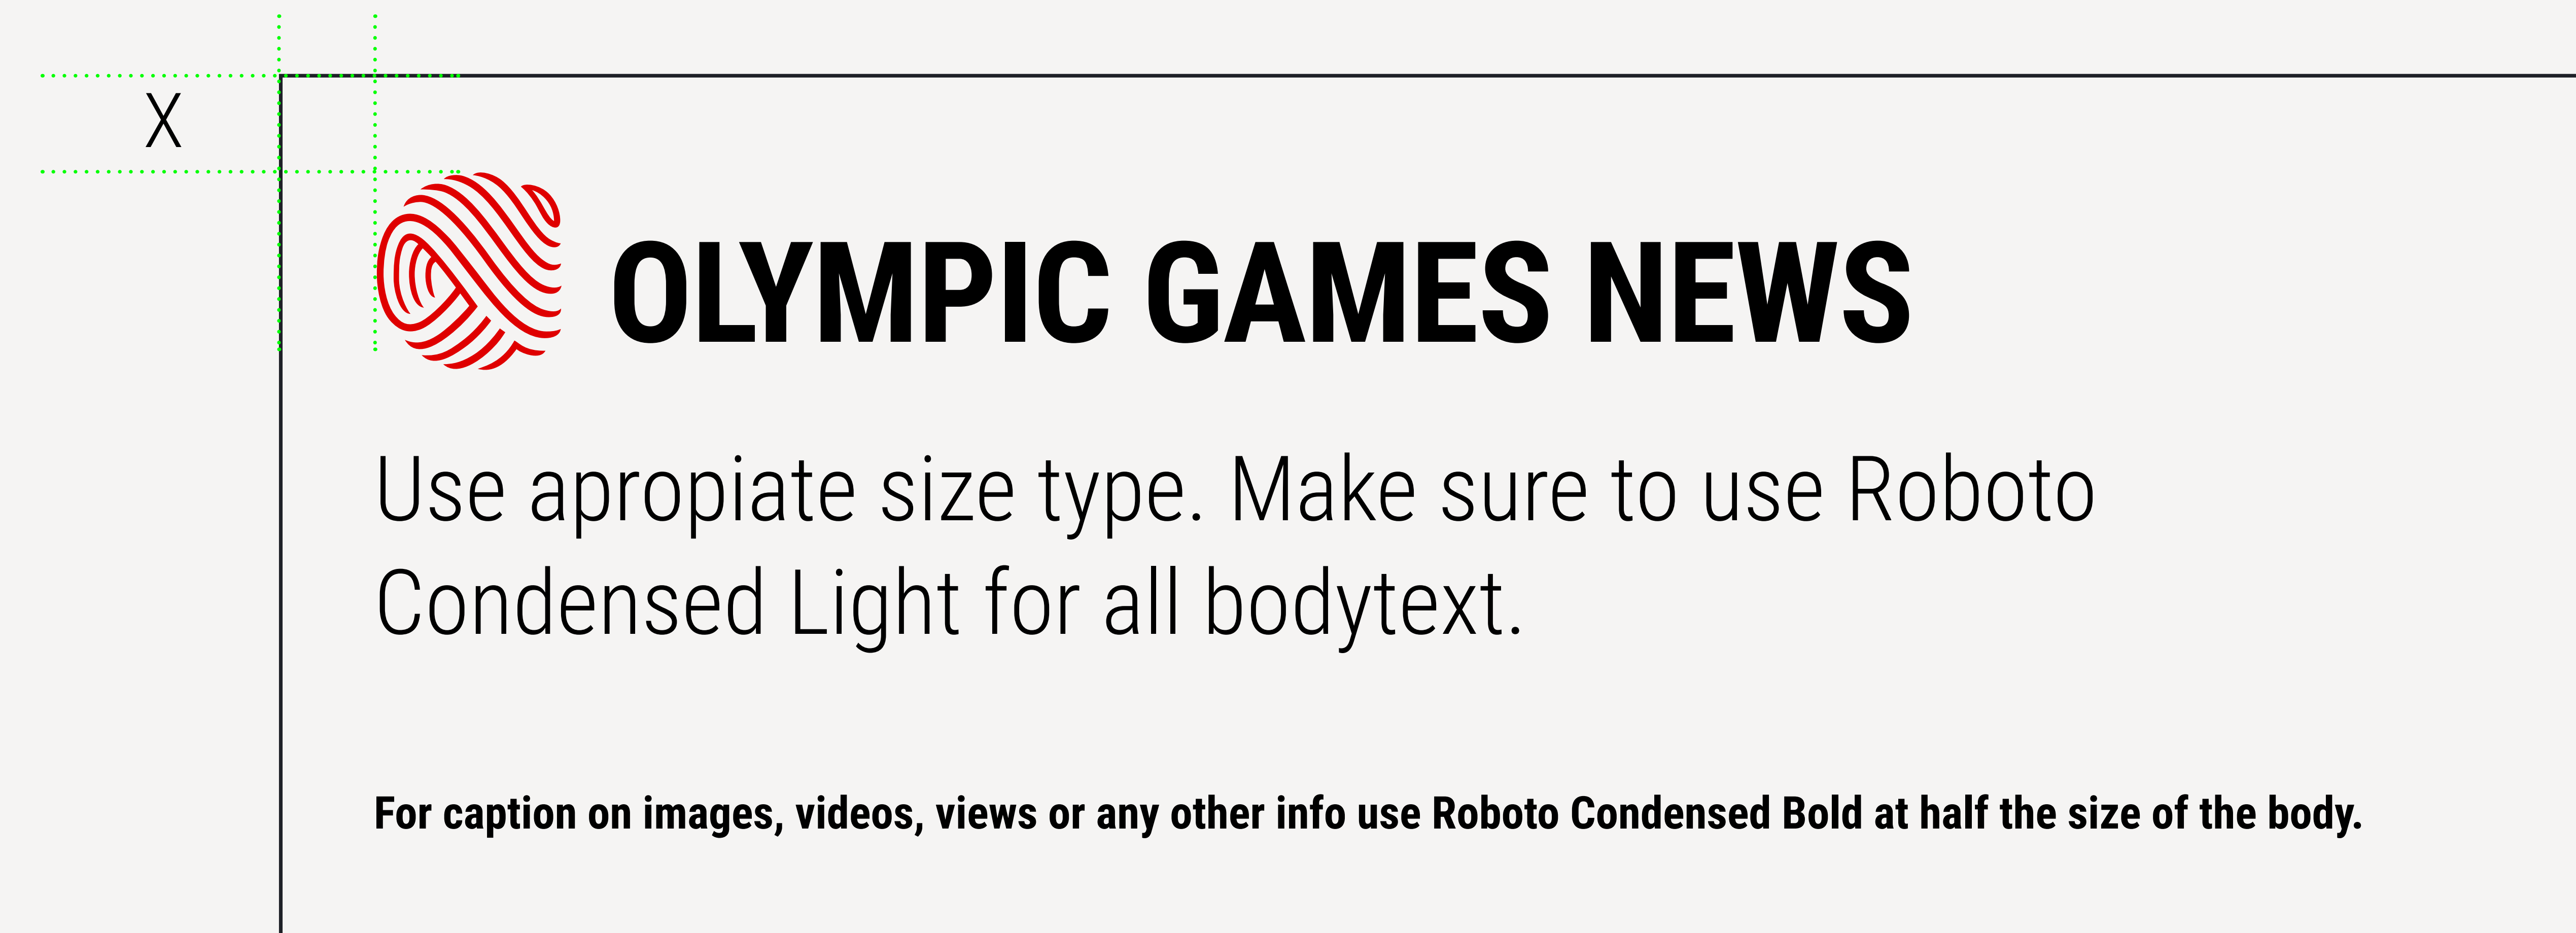 X
OLYMPIC GAMES NEWS
Use apropiate size type. Make sure to use Roboto
Condensed Light for all bodytext.
For caption on images, videos, views or any other info use Roboto Condensed Bold at half the size of the body.